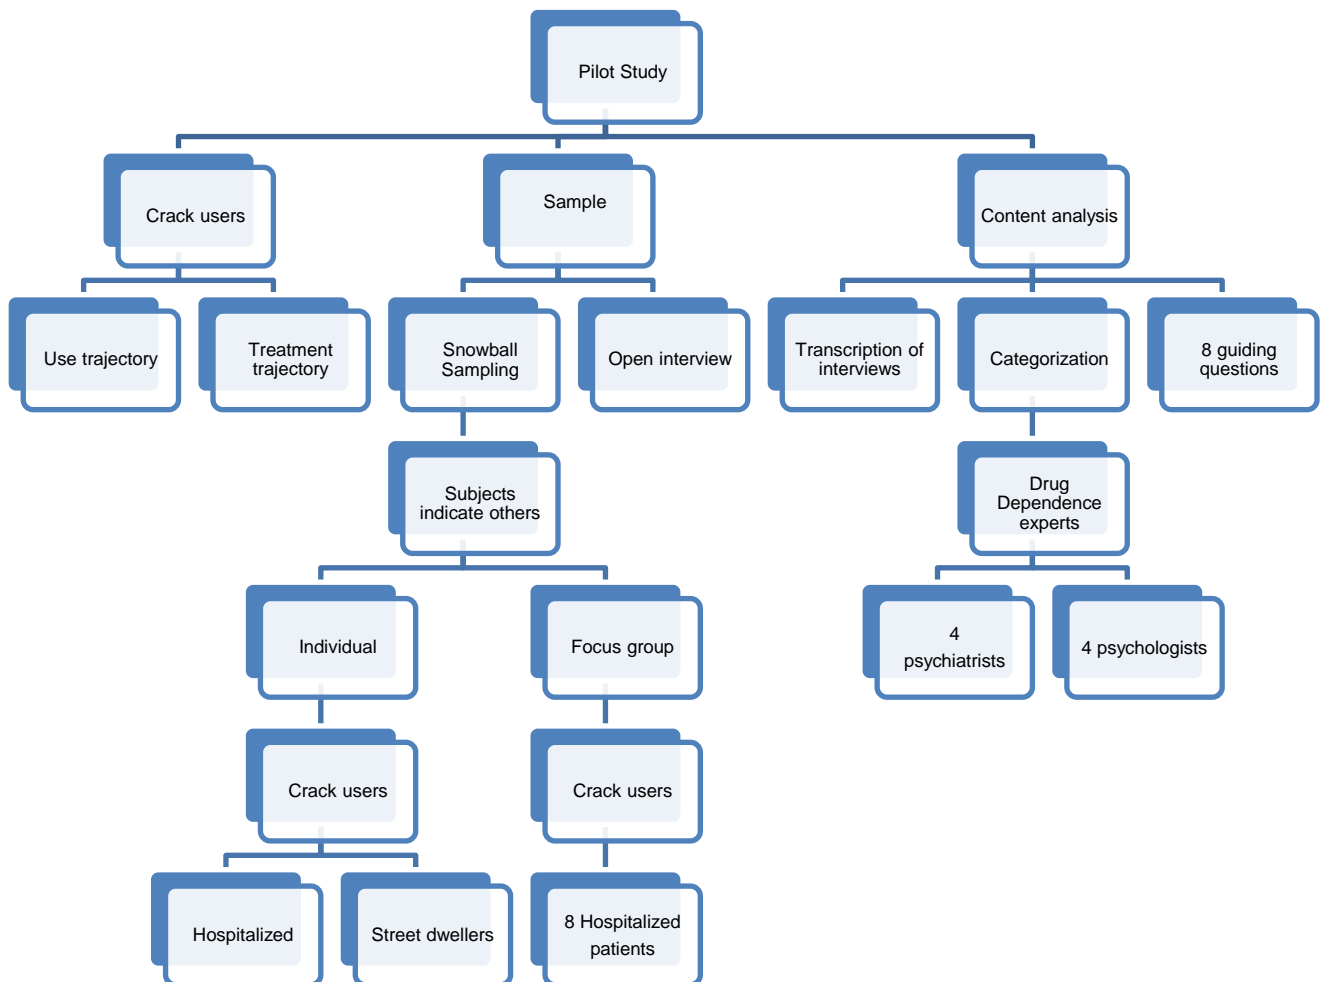 Pilot Study
Crack users
Sample
Content analysis
Use trajectory
Treatment
trajectory
Snowball
Sampling
Open interview
Transcription of
interviews
Categorization
8 guiding
questions
Subjects
indicate others
Drug
Dependence
experts
Individual
Focus group
4
psychiatrists
4 psychologists
Crack users
Crack users
Hospitalized
Street dwellers
8 Hospitalized
patients